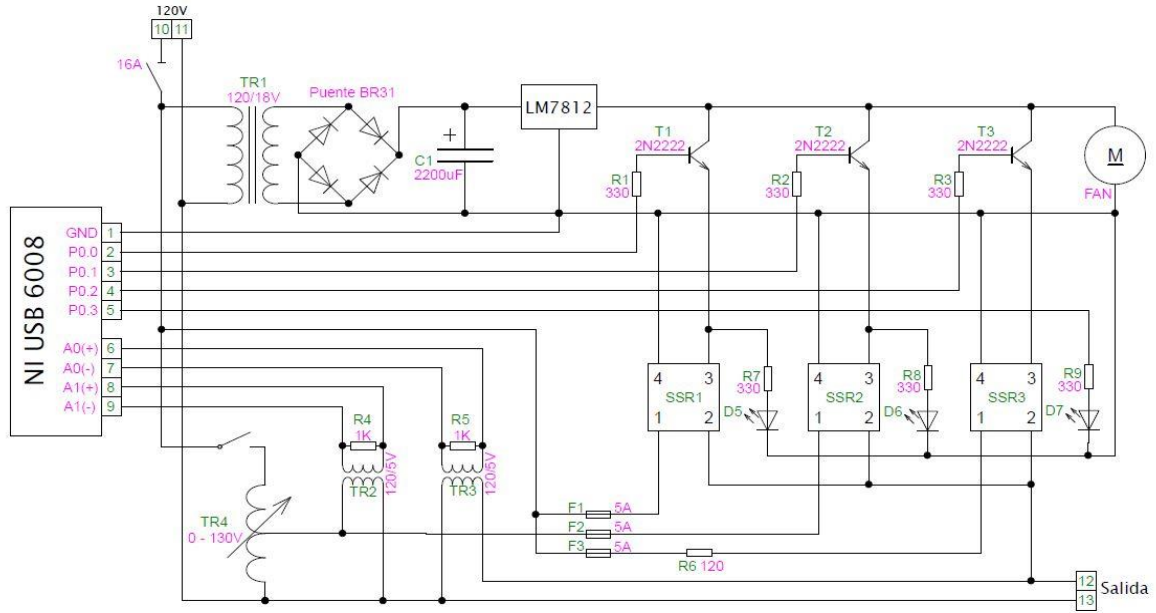 120V
10 11
16A
TR1
120/18V
Puente BR31
LM7812
+
C1
2200uF
T1
2N2222
T2
2N2222
T3
2N2222
M
FAN
R1
330
R2
330
R3
330
NI USB 6008
GND 1
P0.0 2
P0.1 3
P0.2 4
P0.3 5
A0(+) 6
A0(-) 7
A1(+) 8
A1(-) 9
4 3
SSR1
1 2
R7
330
D5
4 3
SSR2
1 2
R8
330
D6
4 3
SSR3
1 2
R9
330
D7
R4
1K
TR2
120/5V
R5
1K
TR3
120/5V
TR4
0 - 130V
F1 5A
F2 5A
F3 5A
R6 120
12
13
Salida